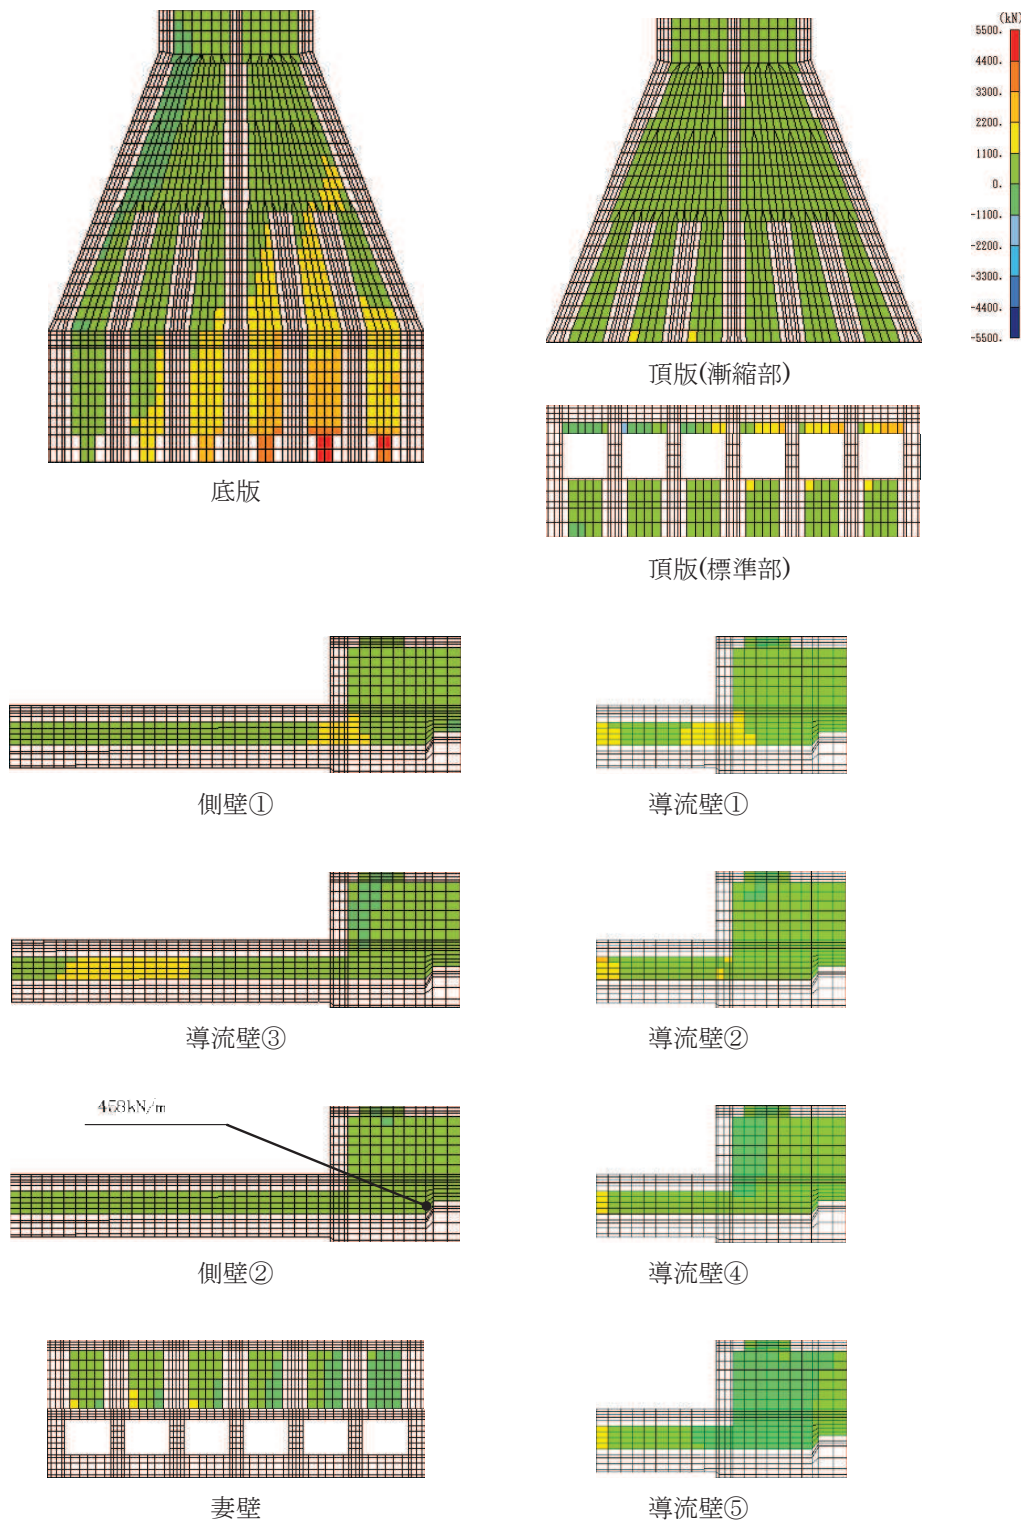 (kN)
5500.
4400.
3300.
2200.
1100.
0.
-1100.
-2200.
-3300.
-4400.
-5500.
頂版(漸縮部)
底版
頂版(標準部)
側壁①
導流壁①
導流壁③
導流壁②
側壁②
導流壁④
妻壁
導流壁⑤